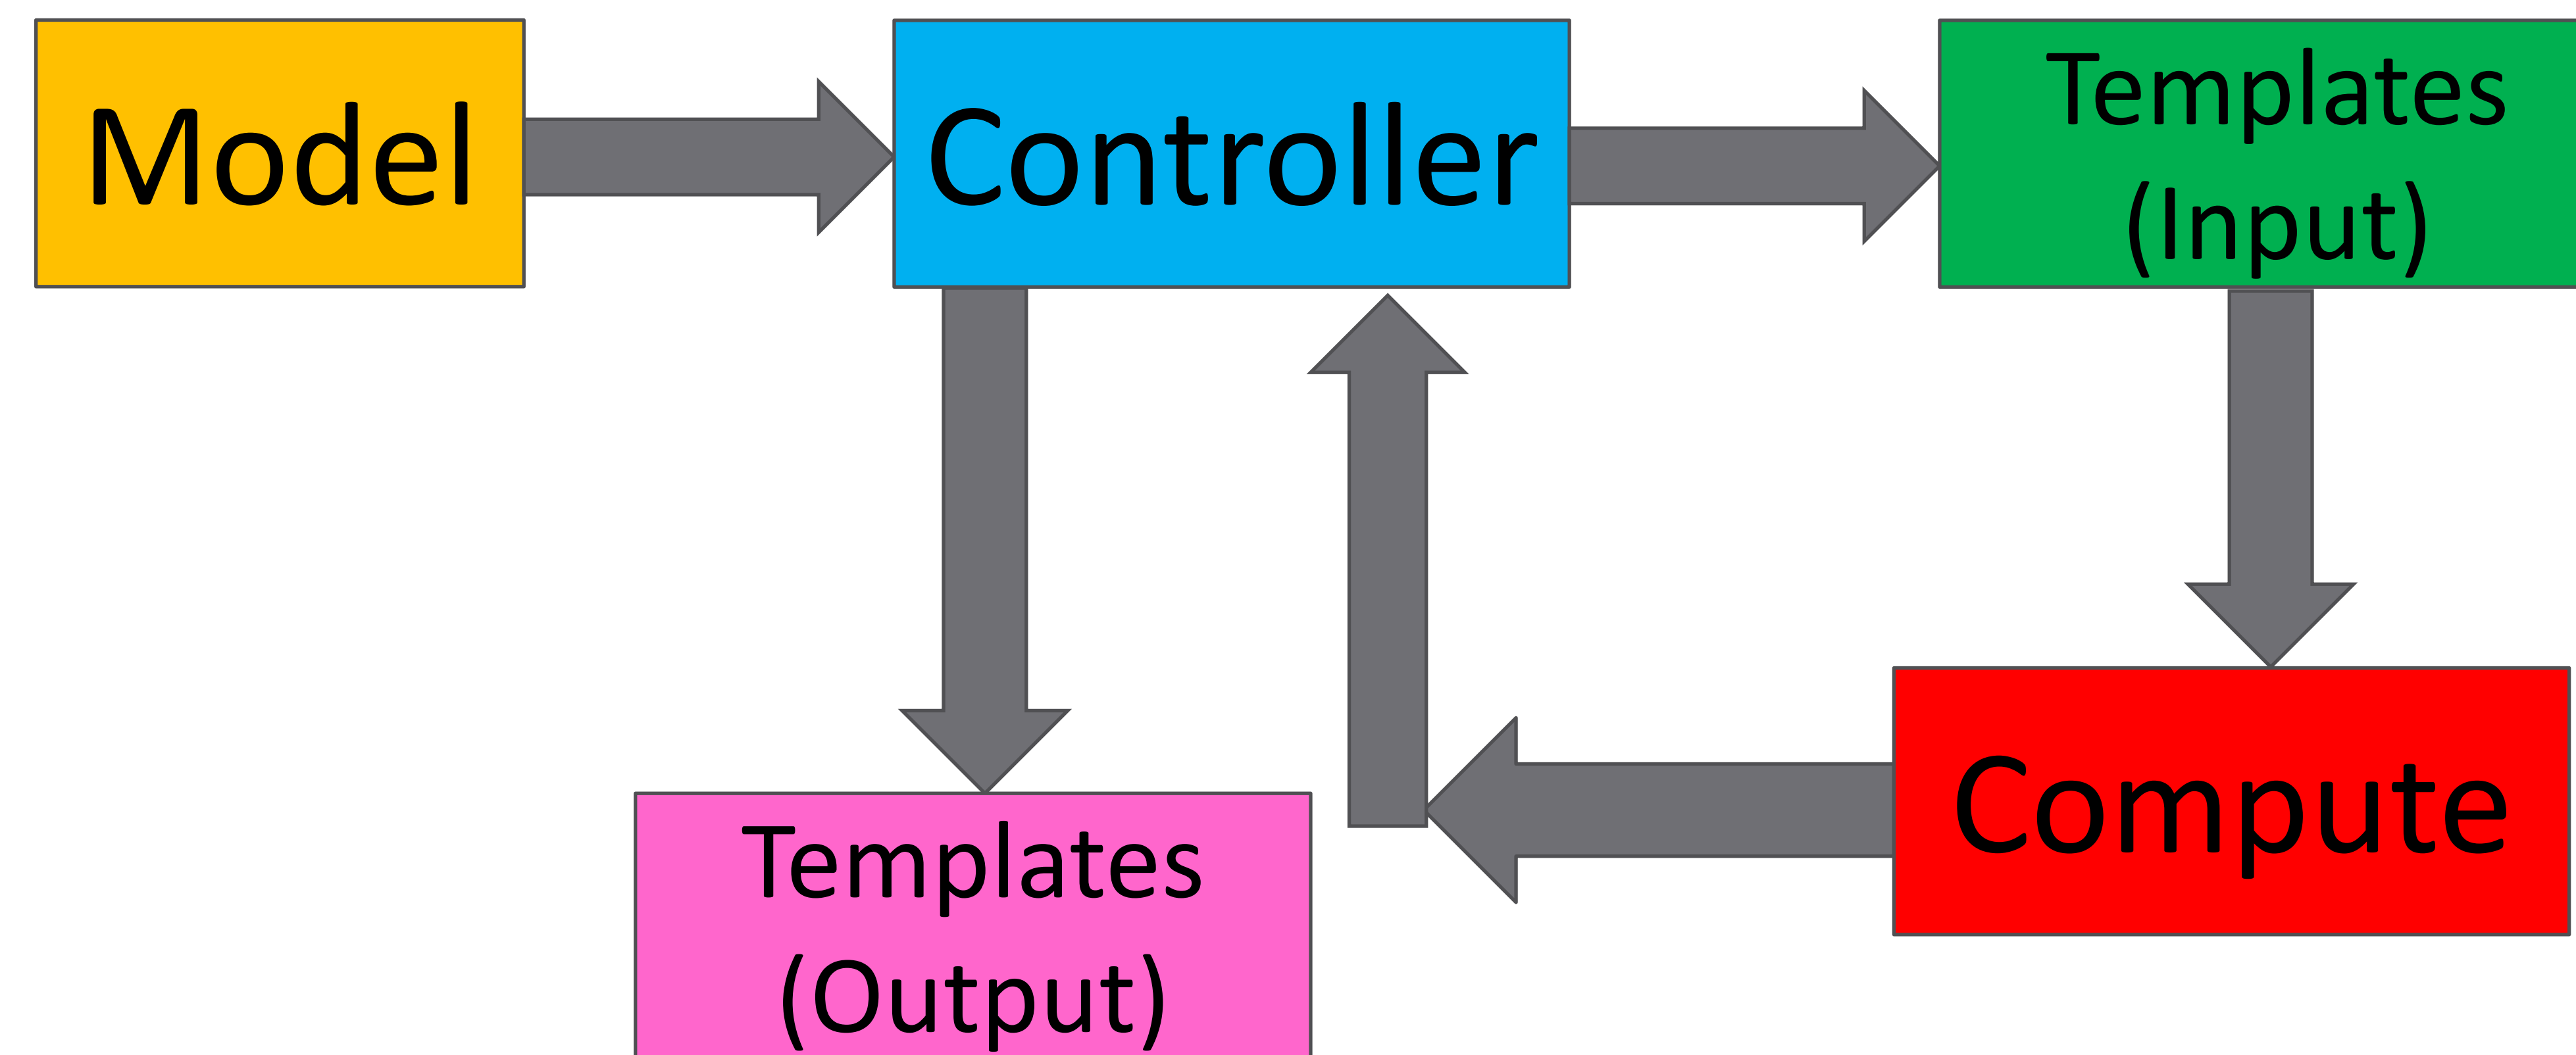 Model
Controller
Templates
(Input)
Compute
Templates
(Output)